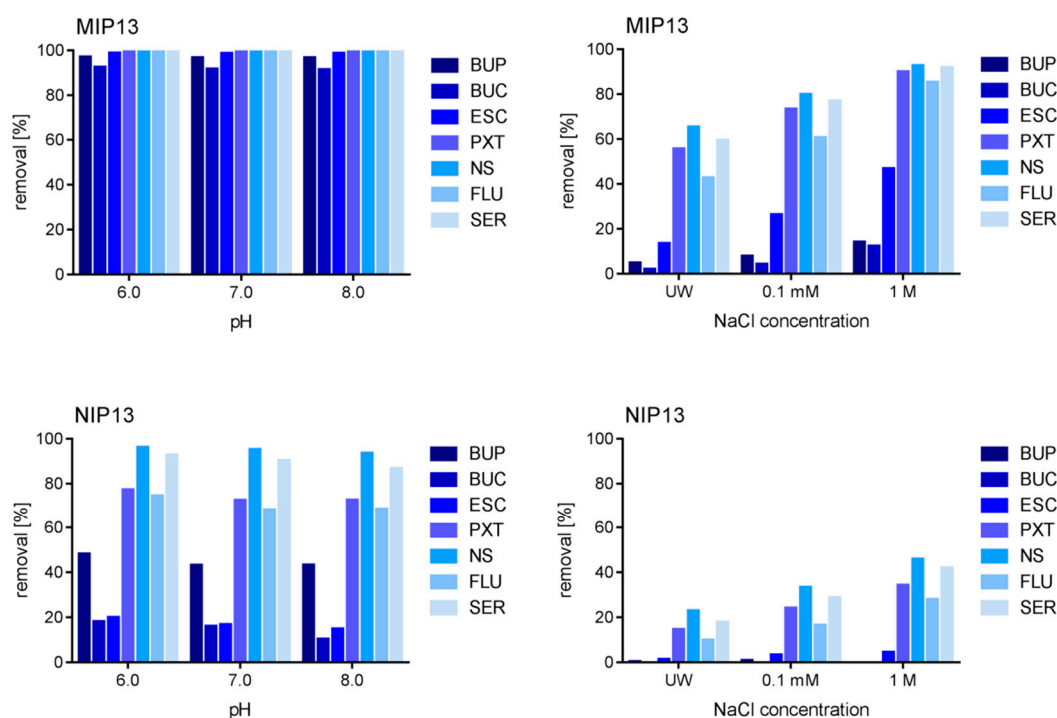 MIP13
removal [%]
100
80
60
40
20
0
6.0 7.0 8.0
pH
BUP
BUC
ESC
PXT
NS
FLU
SER
MIP13
removal [%]
100
80
60
40
20
0
UW 0.1 mM 1 M
NaCl concentration
BUP
BUC
ESC
PXT
NS
FLU
SER
NIP13
removal [%]
100
80
60
40
20
0
6.0 7.0 8.0
pH
BUP
BUC
ESC
PXT
NS
FLU
SER
NIP13
removal [%]
100
80
60
40
20
0
UW 0.1 mM 1 M
NaCl concentration
BUP
BUC
ESC
PXT
NS
FLU
SER